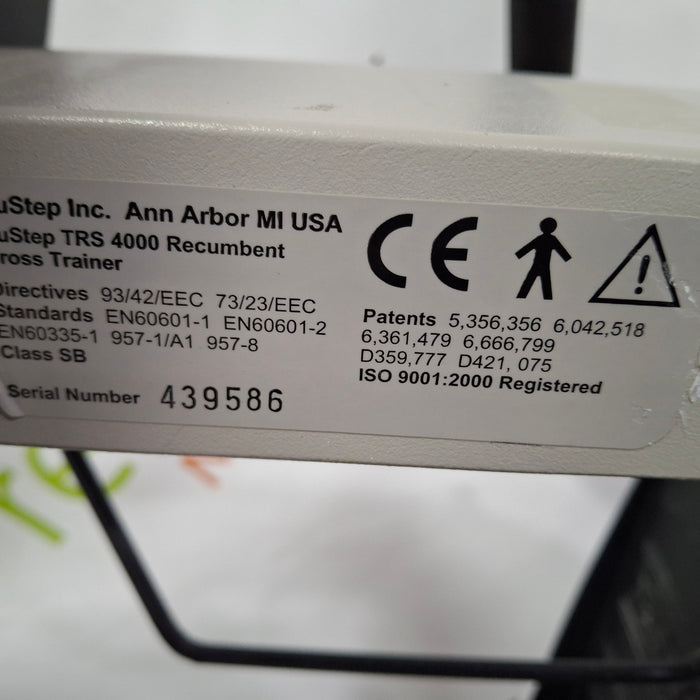 uStep Inc. Ann Arbor MI USA
uStep TRS 4000 Recumbent
ross Trainer
Directives 93/42/EEC 73/23/EEC
Standards EN60601-1 EN60601-2
EN60335-1 957-1/A1 957-8
Class SB
Serial Number 439586
CE
Patents 5,356,356 6,042,518
6,361,479 6,666,799
D359,777 D421, 075
ISO 9001:2000 Registered